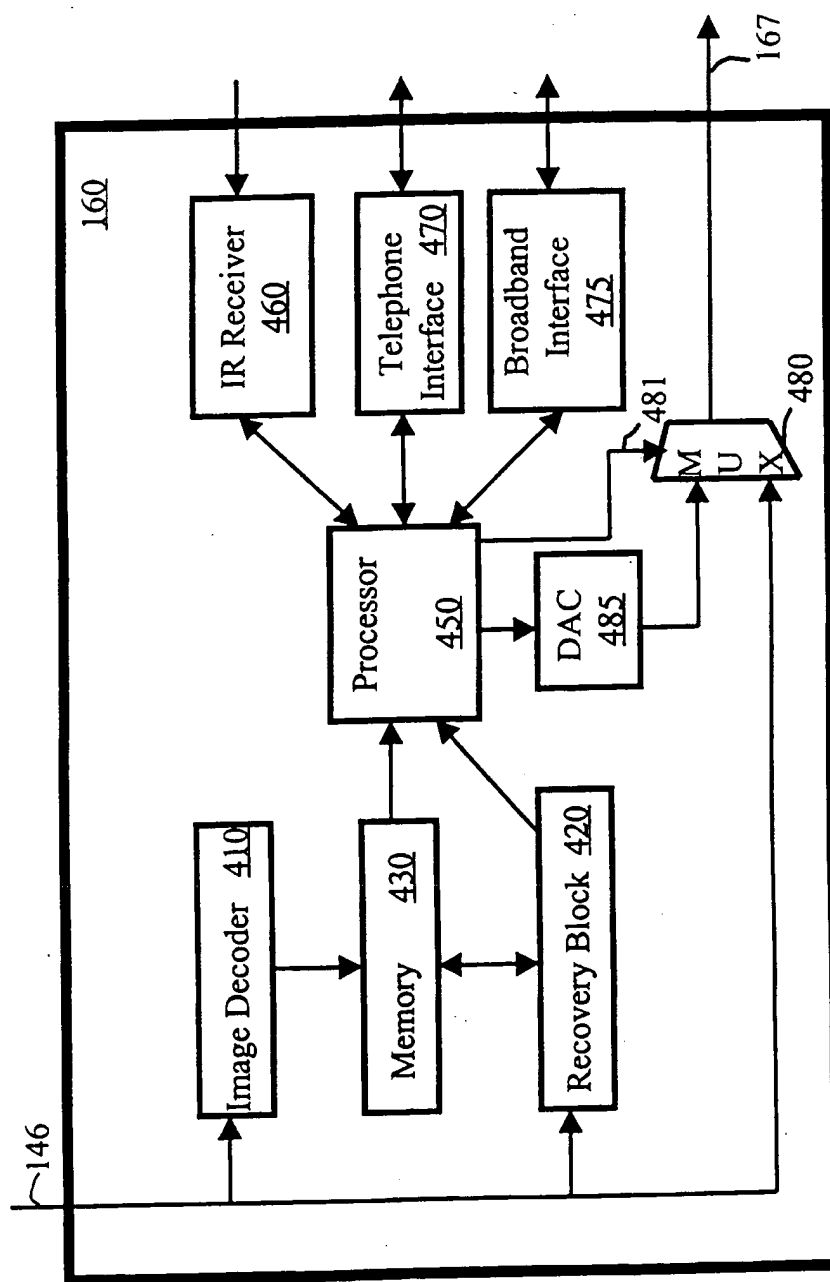 146
160
Image Decoder 410
Memory 430
Recovery Block 420
Processor
450
DAC
485
IR Receiver
460
Telephone
Interface 470
Broadband
Interface
475
481
M
U
X
480
167